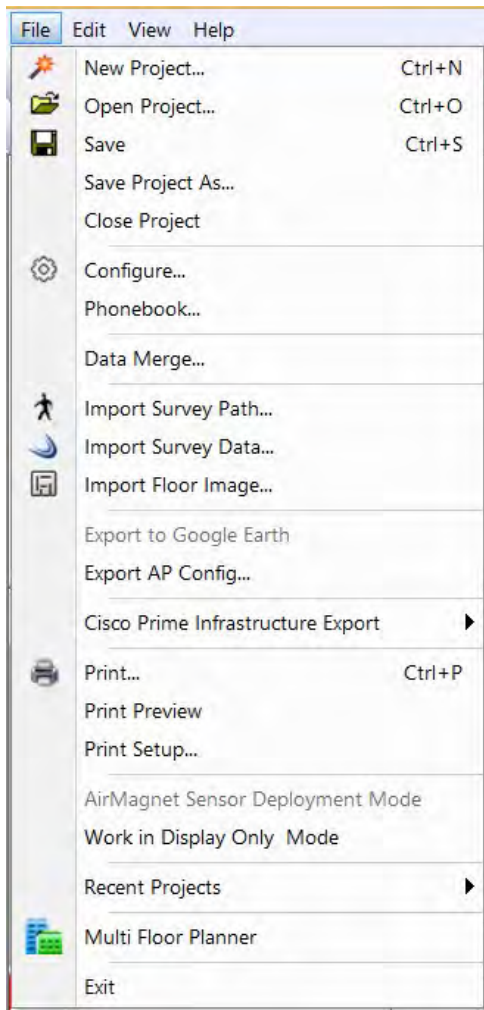 File Edit View Help
New Project... Ctrl+N
Open Project... Ctrl+O
Save Ctrl+S
Save Project As...
Close Project
Configure...
Phonebook...
Data Merge...
Import Survey Path...
Import Survey Data...
Import Floor Image...
Export to Google Earth
Export AP Config...
Cisco Prime Infrastructure Export
Print... Ctrl+P
Print Preview
Print Setup...
AirMagnet Sensor Deployment Mode
Work in Display Only Mode
Recent Projects
Multi Floor Planner
Exit